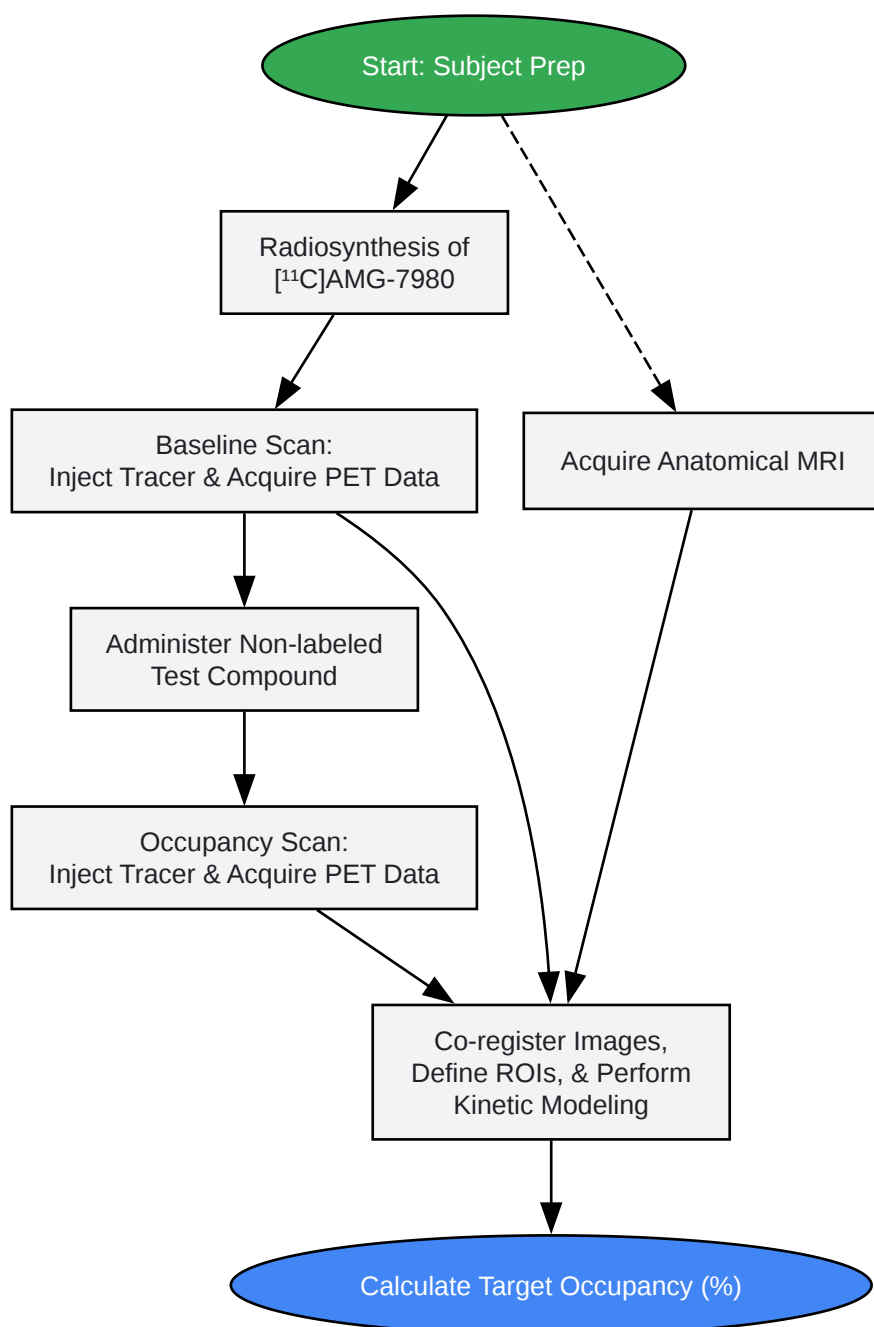 Start: Subject Prep
Radiosynthesis of
[¹¹C]AMG-7980
Baseline Scan:
Inject Tracer & Acquire PET Data
Acquire Anatomical MRI
Administer Non-labeled
Test Compound
Occupancy Scan:
Inject Tracer & Acquire PET Data
Co-register Images,
Define ROIs, & Perform
Kinetic Modeling
Calculate Target Occupancy (%)